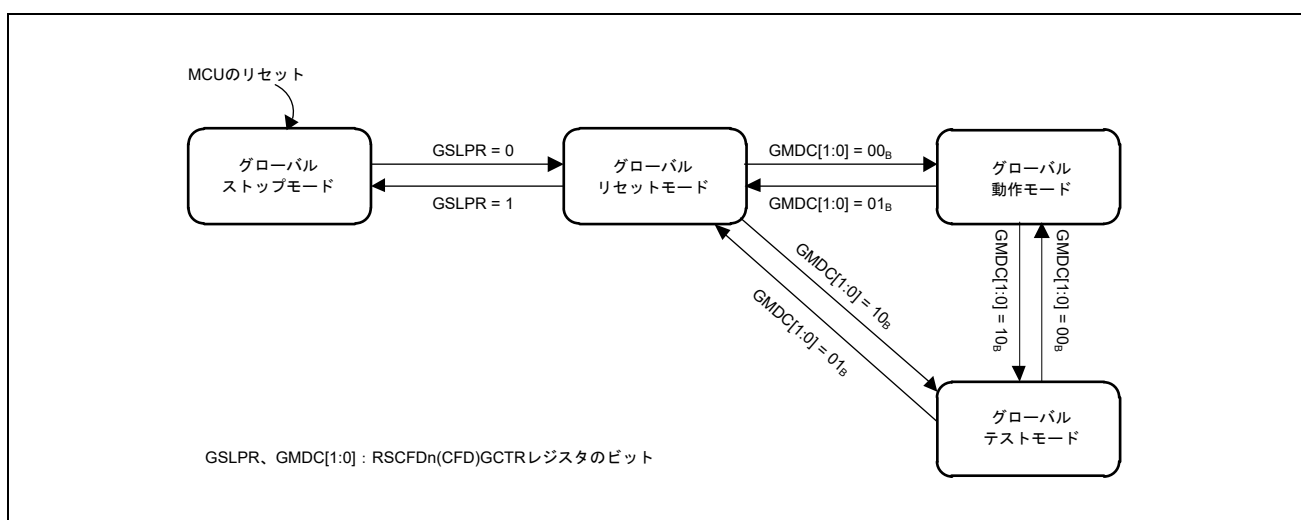 MCUのリセット
グローバル
ストップモード
GSLPR = 0
GSLPR = 1
グローバル
リセットモード
GMDC[1:0] = 00B
GMDC[1:0] = 01B
グローバル
動作モード
GMDC[1:0] = 10B
GMDC[1:0] = 01B
GMDC[1:0] = 10B
GMDC[1:0] = 00B
グローバル
テストモード
GSLPR、GMDC[1:0]：RSCFDn(CFD)GCTRレジスタのビット